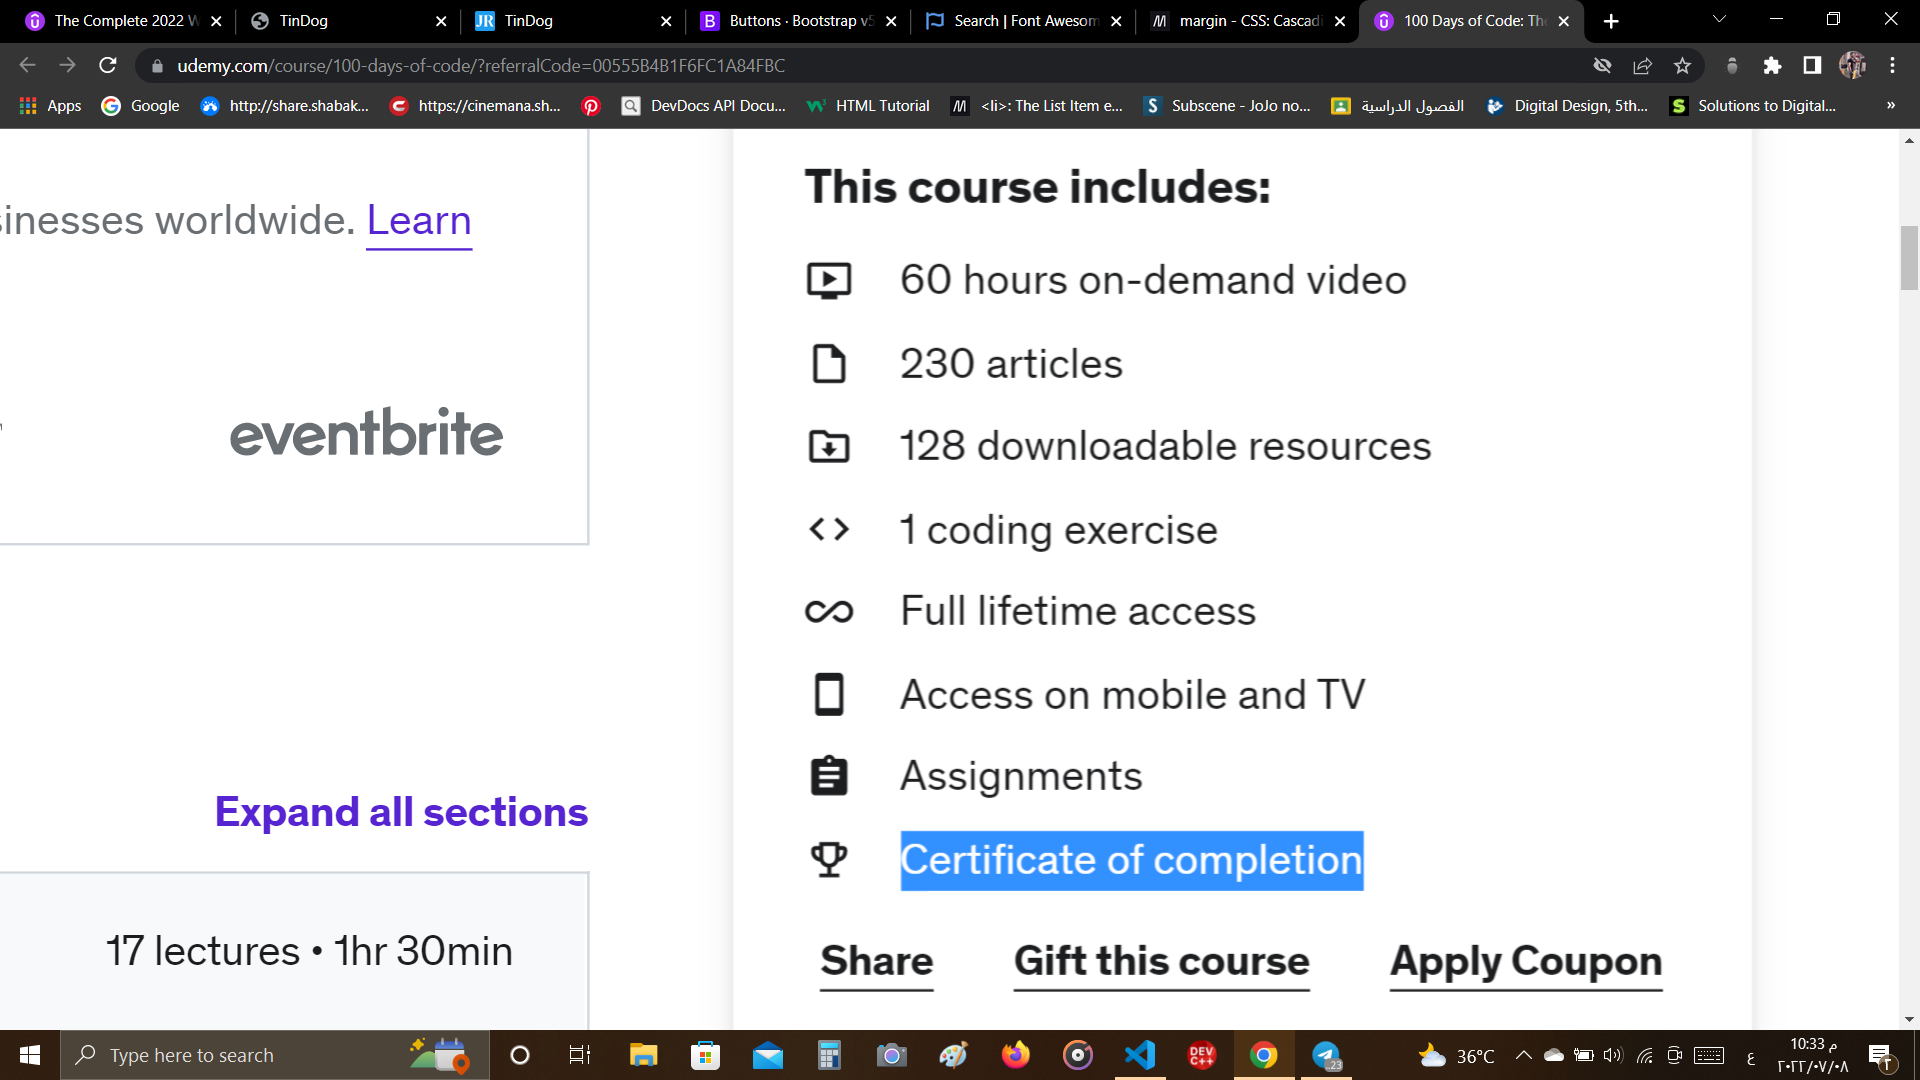 The Complete 2022 W
TinDog
TinDog
Buttons · Bootstrap v5
Search | Font Awesom
margin - CSS: Cascadi
100 Days of Code: The
udemy.com/course/100-days-of-code/?referralCode=00555B4B1F6FC1A84FBC
Apps
Google
http://share.shabak...
https://cinemana.sh...
DevDocs API Docu...
HTML Tutorial
<li>: The List Item e...
Subscene - JoJo no...
الفصول الدراسية
Digital Design, 5th...
Solutions to Digital...
»
sinesses worldwide. Learn
eventbrite
Expand all sections
17 lectures • 1hr 30min
This course includes:
60 hours on-demand video
230 articles
128 downloadable resources
1 coding exercise
Full lifetime access
Access on mobile and TV
Assignments
Certificate of completion
Share
Gift this course
Apply Coupon
Type here to search
DEV C++
23
36°C
ع
10:33 م
٢٠٢٢/٠٧/٠٨
٢